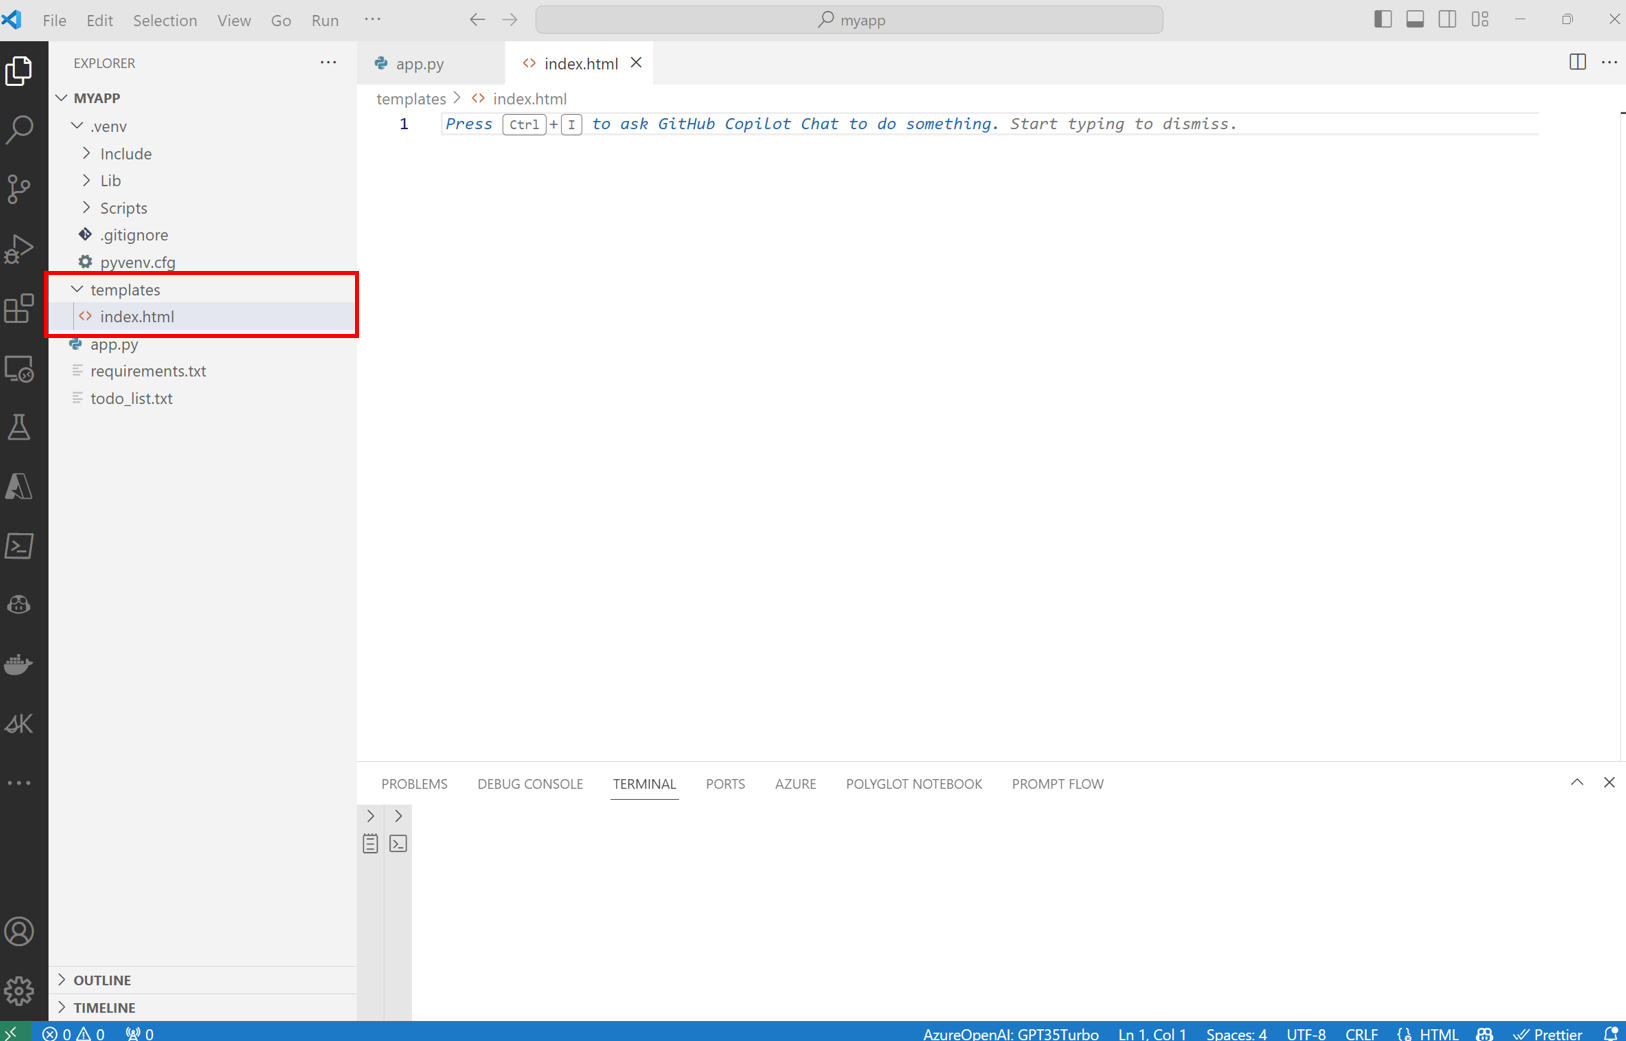 File Edit Selection View Go Run ···
myapp
EXPLORER
app.py
index.html
MYAPP
templates > index.html
1
Press Ctrl+I to ask GitHub Copilot Chat to do something. Start typing to dismiss.
.venv
Include
Lib
Scripts
.gitignore
pyvenv.cfg
templates
index.html
app.py
requirements.txt
todo_list.txt
PROBLEMS DEBUG CONSOLE TERMINAL PORTS AZURE POLYGLOT NOTEBOOK PROMPT FLOW
OUTLINE
TIMELINE
0 0 0 AzureOpenAI: GPT35Turbo Ln 1, Col 1 Spaces: 4 UTF-8 CRLF HTML Prettier